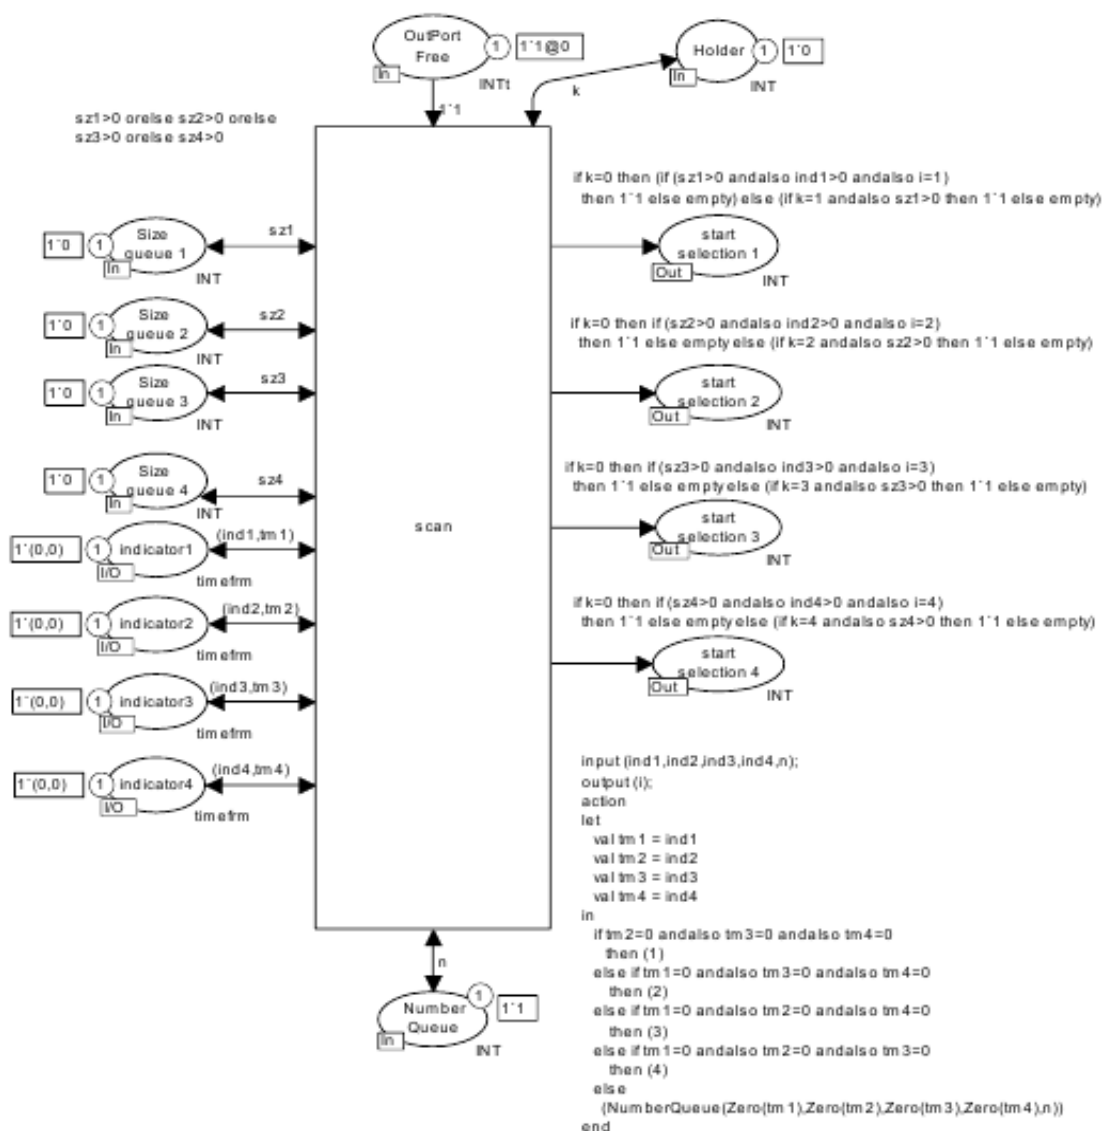 OutPort
Free
1
1`1@0
In
INTt
1`1
Holder
1
1`0
In
INT
k
sz1>0 orelse sz2>0 orelse
sz3>0 orelse sz4>0
if k=0 then (if (sz1>0 andalso ind1>0 andalso i=1)
then 1`1 else empty) else (if k=1 andalso sz1>0 then 1`1 else empty)
1`0
1
Size
queue 1
In
INT
sz1
start
selection 1
Out
INT
if k=0 then if (sz2>0 andalso ind2>0 andalso i=2)
then 1`1 else empty else (if k=2 andalso sz2>0 then 1`1 else empty)
1`0
1
Size
queue 2
In
INT
sz2
1`0
1
Size
queue 3
In
INT
sz3
start
selection 2
Out
INT
if k=0 then if (sz3>0 andalso ind3>0 andalso i=3)
then 1`1 else empty else (if k=3 andalso sz3>0 then 1`1 else empty)
1`0
1
Size
queue 4
In
INT
sz4
scan
start
selection 3
Out
INT
1`(0,0)
1
indicator1
I/O
timefrm
(ind1,tm1)
if k=0 then if (sz4>0 andalso ind4>0 andalso i=4)
then 1`1 else empty else (if k=4 andalso sz4>0 then 1`1 else empty)
1`(0,0)
1
indicator2
I/O
timefrm
(ind2,tm2)
start
selection 4
Out
INT
1`(0,0)
1
indicator3
I/O
timefrm
(ind3,tm3)
1`(0,0)
1
indicator4
I/O
timefrm
(ind4,tm4)
input (ind1,ind2,ind3,ind4,n);
output (i);
action
let
val tm1 = ind1
val tm2 = ind2
val tm3 = ind3
val tm4 = ind4
in
if tm2=0 andalso tm3=0 andalso tm4=0
then (1)
else if tm1=0 andalso tm3=0 andalso tm4=0
then (2)
else if tm1=0 andalso tm2=0 andalso tm4=0
then (3)
else if tm1=0 andalso tm2=0 andalso tm3=0
then (4)
else
(NumberQueue(Zero(tm1),Zero(tm2),Zero(tm3),Zero(tm4),n))
end
n
Number
Queue
1
1`1
In
INT